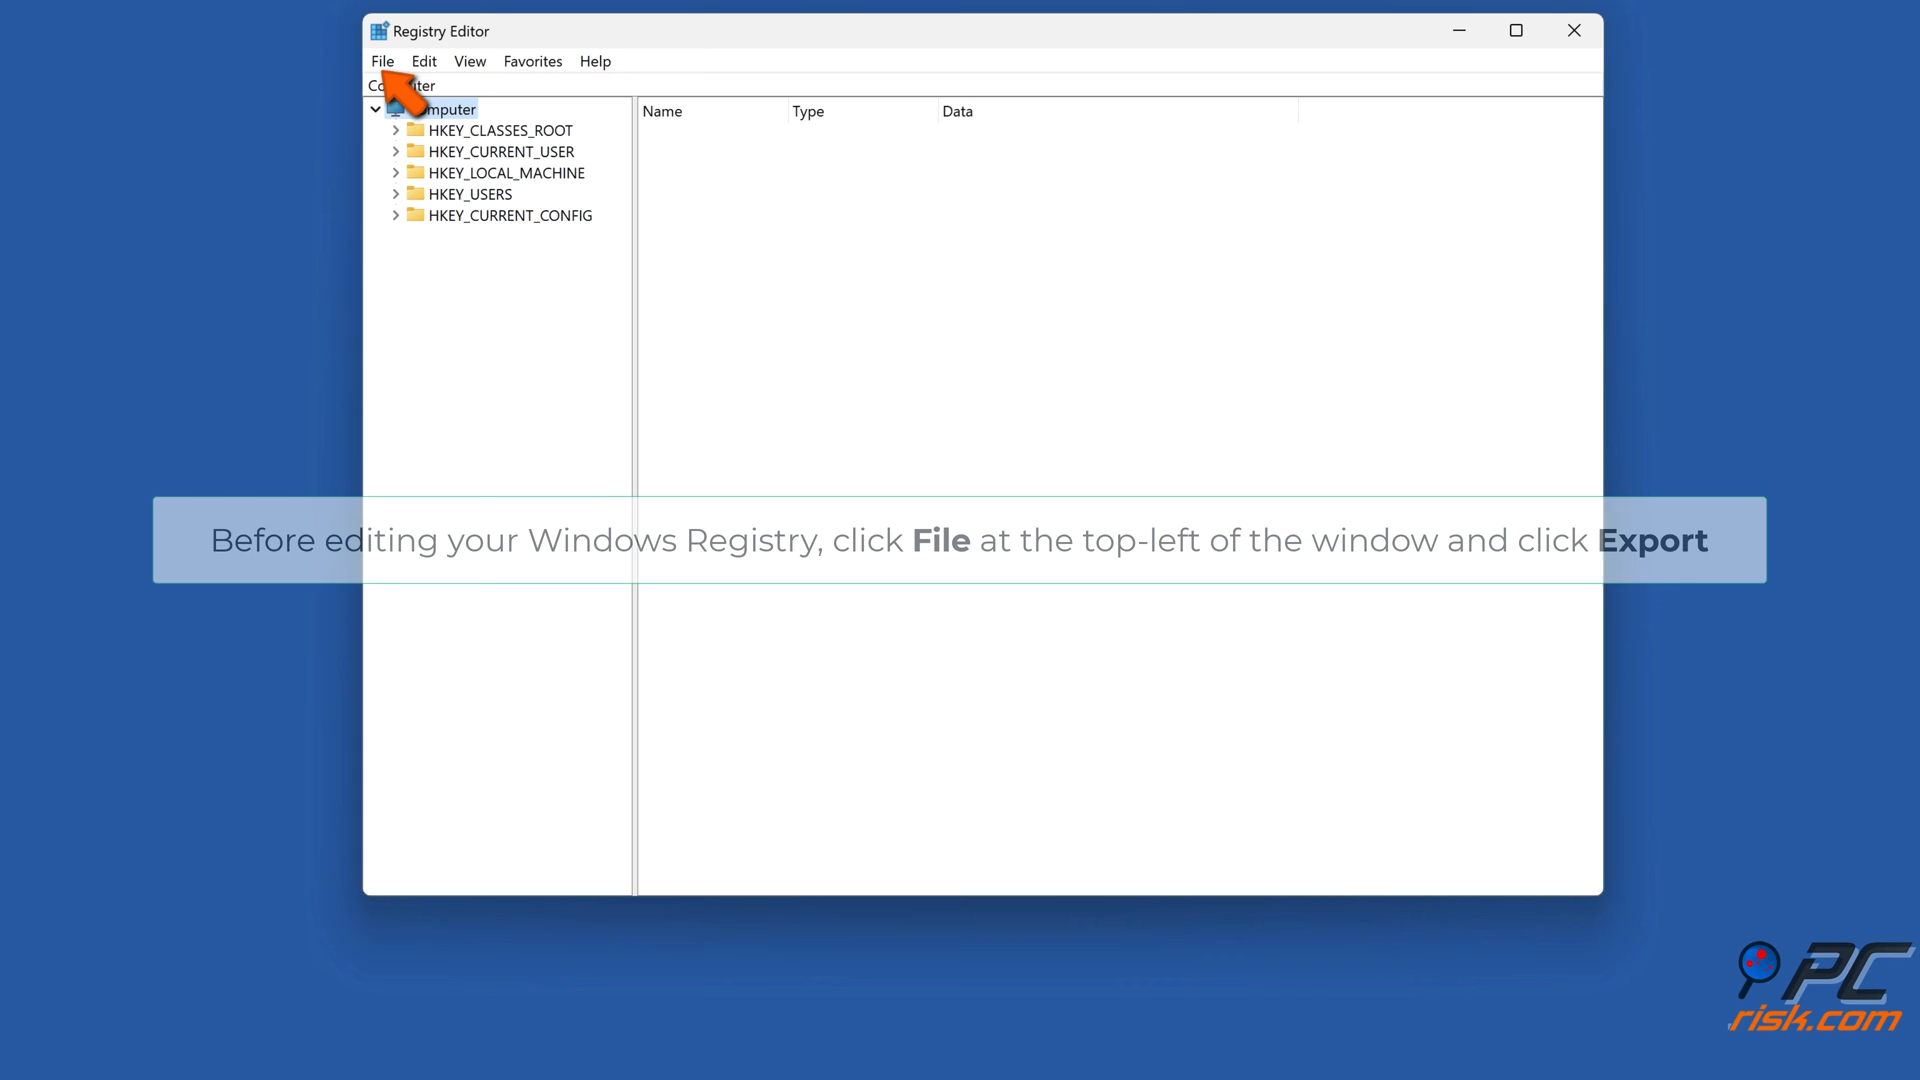 Registry Editor
File Edit View Favorites Help
Computer
Name Type Data
HKEY_CLASSES_ROOT
HKEY_CURRENT_USER
HKEY_LOCAL_MACHINE
HKEY_USERS
HKEY_CURRENT_CONFIG
Before editing your Windows Registry, click File at the top-left of the window and click Export
PC
risk.com